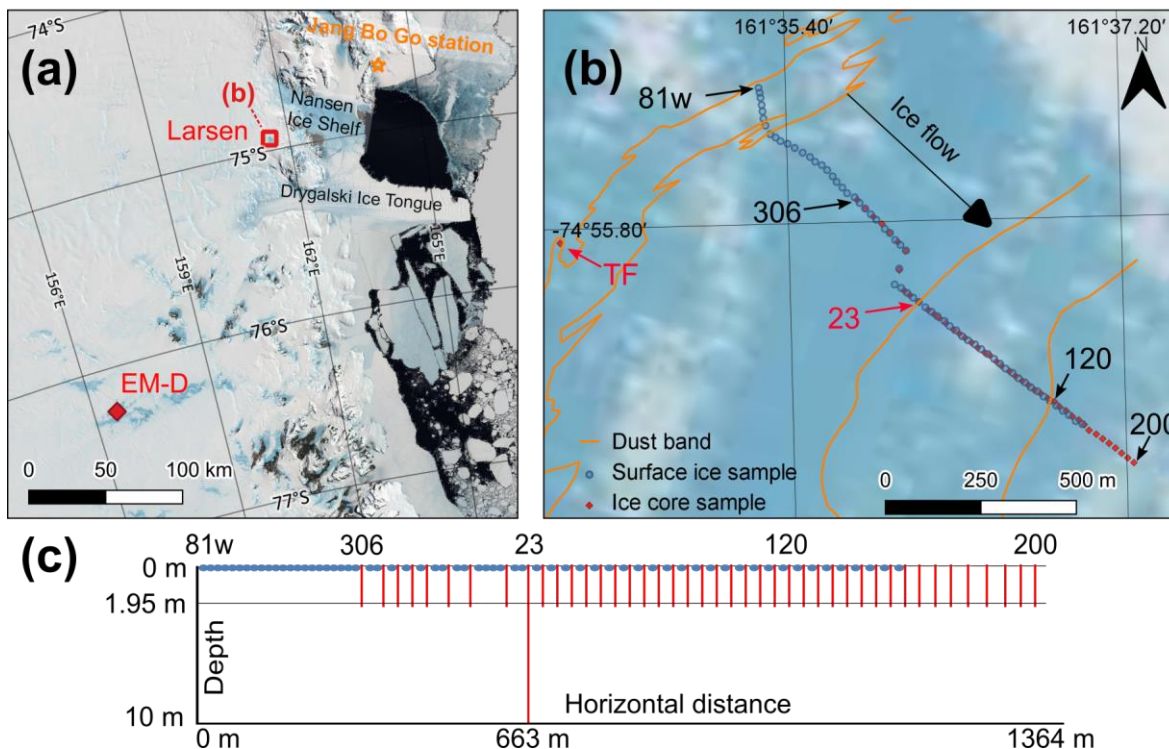 (a)
74°S
Jang Bo Go station
(b)
Larsen
Nansen
Ice Shelf
75°S
Drygalski Ice Tongue
156°E
159°E
162°E
165°E
76°S
EM-D
77°S
0 50 100 km
(b)
161°35.40′
161°37.20′
N
81w
Ice flow
306
-74°55.80′
TF
23
120
200
Dust band
Surface ice sample
Ice core sample
0 250 500 m
(c)
81w 306 23 120 200
0 m
1.95 m
Depth
10 m
Horizontal distance
0 m 663 m 1364 m